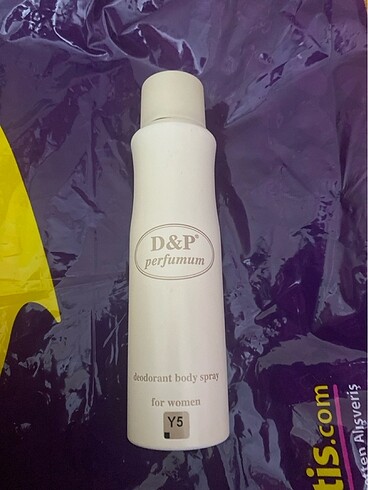 D&P®
perfumum
deodorant body spray
for women
Y5
tis.com
Alışveriş